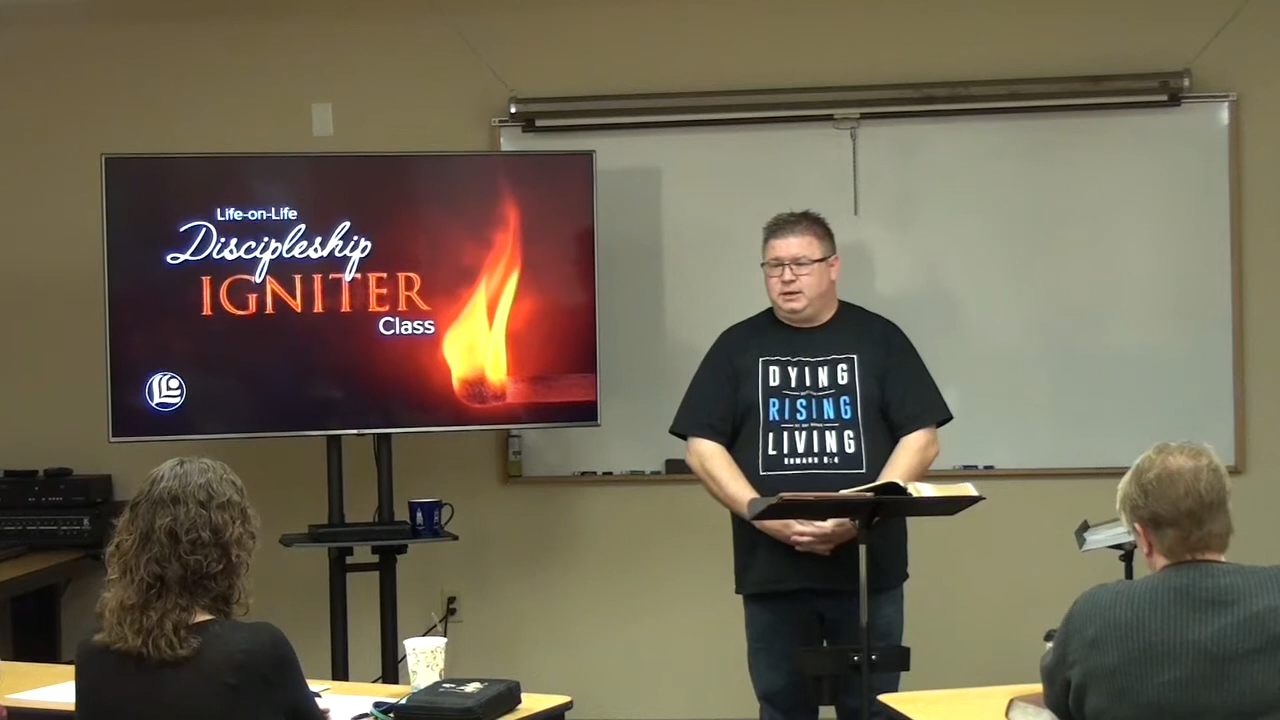 Life-on-Life
Discipleship
IGNITER
Class
DYING
RISING
LIVING
ROMANS 6:4